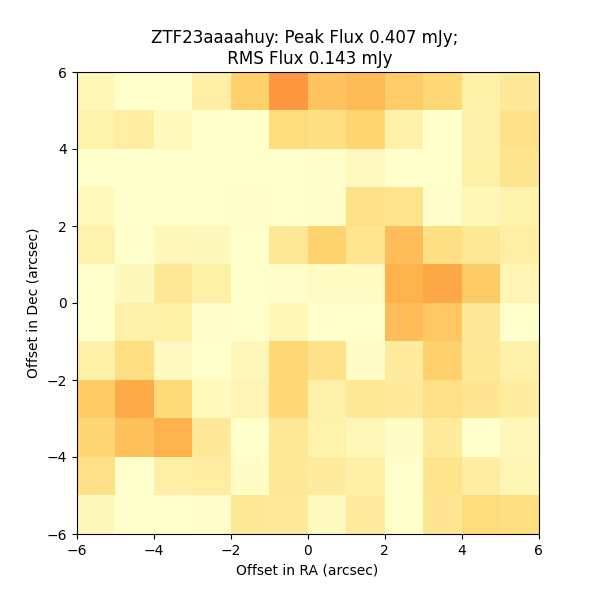 ZTF23aaaahuy: Peak Flux 0.407 mJy;
RMS Flux 0.143 mJy
6
4
2
0
−2
−4
−6
−6 −4 −2 0 2 4 6
Offset in Dec (arcsec)
Offset in RA (arcsec)